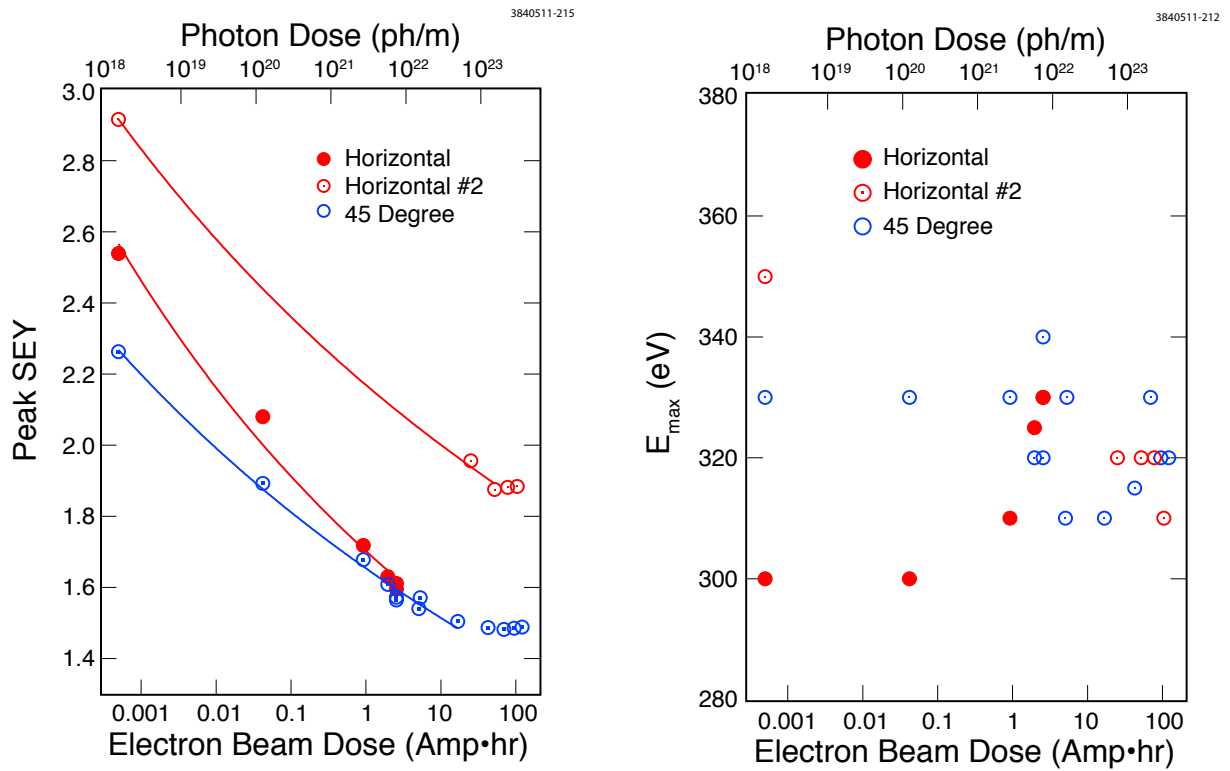 3840511-215
Photon Dose (ph/m)
10^18 10^19 10^20 10^21 10^22 10^23
3.0
2.8
2.6
2.4
2.2
2.0
1.8
1.6
1.4
Peak SEY
Horizontal
Horizontal #2
45 Degree
0.001 0.01 0.1 1 10 100
Electron Beam Dose (Amp•hr)
3840511-212
Photon Dose (ph/m)
10^18 10^19 10^20 10^21 10^22 10^23
380
360
340
320
300
280
E_max (eV)
Horizontal
Horizontal #2
45 Degree
0.001 0.01 0.1 1 10 100
Electron Beam Dose (Amp•hr)